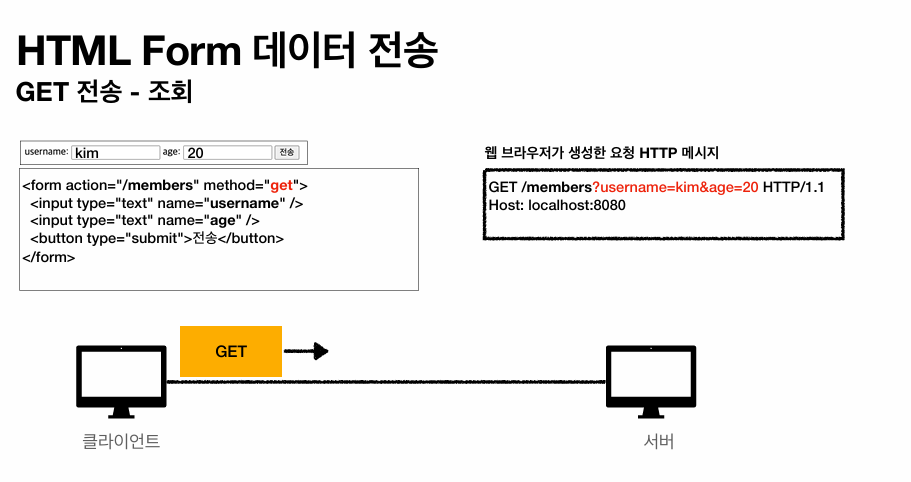 HTML Form 데이터 전송
GET 전송 - 조회
username: kim age: 20 전송
<form action="/members" method="get">
<input type="text" name="username" />
<input type="text" name="age" />
<button type="submit">전송</button>
</form>
웹 브라우저가 생성한 요청 HTTP 메시지
GET /members?username=kim&age=20 HTTP/1.1
Host: localhost:8080
GET
클라이언트
서버